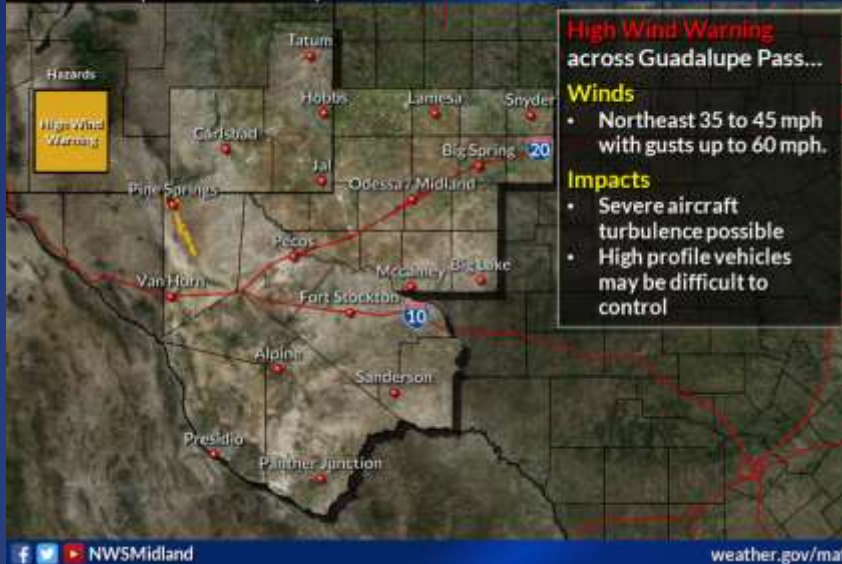 Tatum
Hazards
Hobbs
Lamesa
Snyder
High Wind
Warning
Carlsbad
Big Spring
20
Jal
Odessa / Midland
Pine Springs
Pecos
Van Horn
McCamey
Big Lake
Fort Stockton
10
Alpine
Sanderson
Presidio
Panther Junction
High Wind Warning
across Guadalupe Pass...
Winds
• Northeast 35 to 45 mph
with gusts up to 60 mph.
Impacts
• Severe aircraft
turbulence possible
• High profile vehicles
may be difficult to
control
NWSMidland
weather.gov/maf